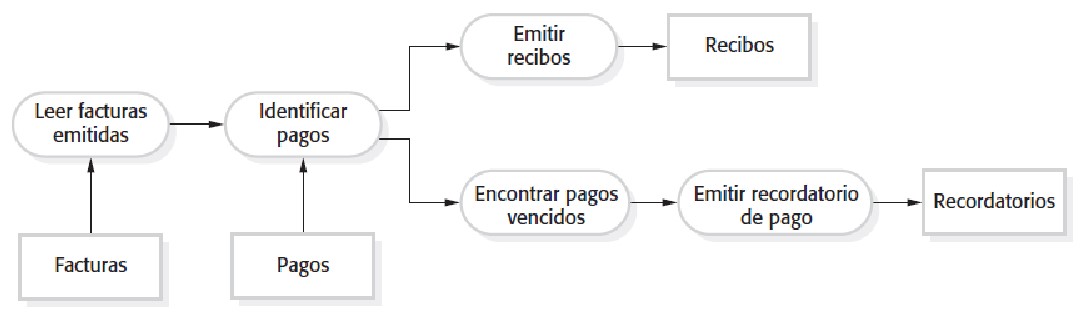 Emitir
recibos
Recibos
Leer facturas
emitidas
Identificar
pagos
Encontrar pagos
vencidos
Emitir recordatorio
de pago
Recordatorios
Facturas
Pagos